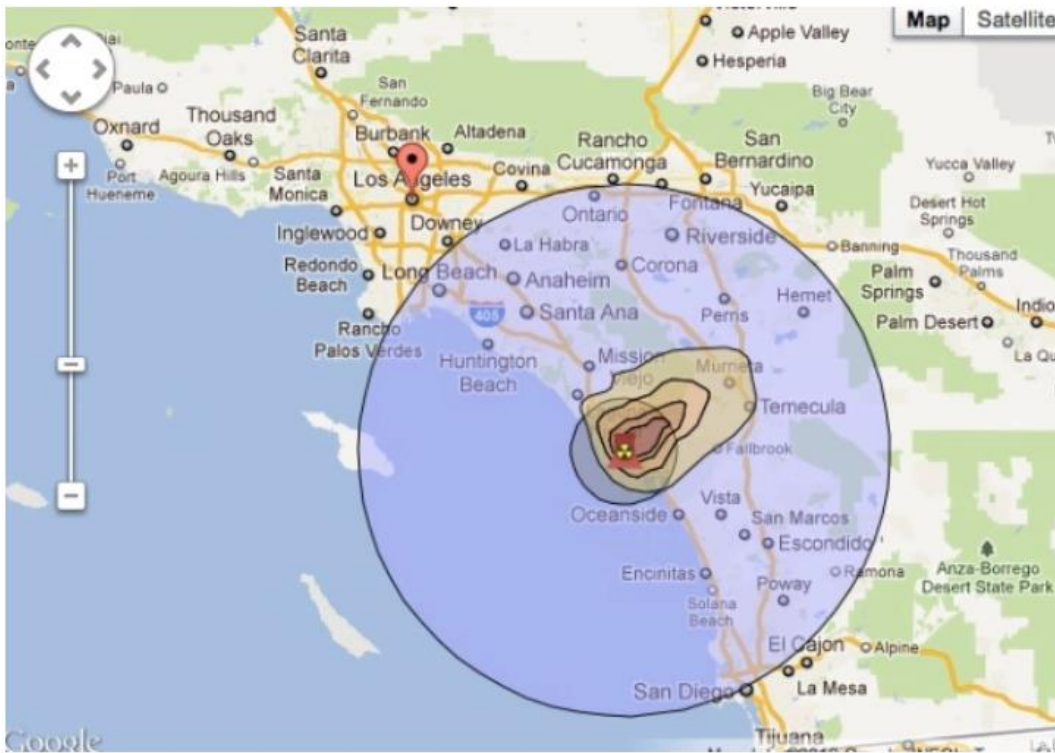 Map
Satellite
Apple Valley
Hesperia
Santa
Clarita
Paula
San
Fernando
Big Bear
City
Oxnard
Thousand
Oaks
Burbank
Altadena
Rancho
Cucamonga
San
Bernardino
Yucca Valley
Port
Hueneme
Agoura Hills
Santa
Monica
Los Angeles
Covina
Ontario
Fontana
Yucaipa
Desert Hot
Springs
Inglewood
Downey
La Habra
Riverside
Banning
Thousand
Palms
Redondo
Beach
Long Beach
Anaheim
Corona
Palm
Springs
Indio
405
Santa Ana
Perris
Hemet
Palm Desert
Rancho
Palos Verdes
Huntington
Beach
Mission
Viejo
Murrieta
La Qu
Temecula
Fallbrook
Oceanside
Vista
San Marcos
Escondido
Encinitas
Poway
Ramona
Anza-Borrego
Desert State Park
Solana
Beach
El Cajon
Alpine
La Mesa
San Diego
Tijuana
Google